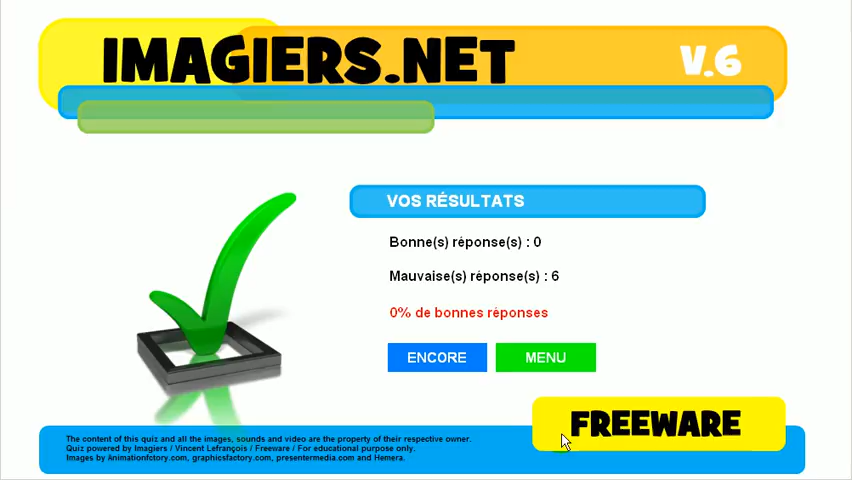 IMAGIERS.NET
V.6
VOS RÉSULTATS
Bonne(s) réponse(s) : 0
Mauvaise(s) réponse(s) : 6
0% de bonnes réponses
ENCORE
MENU
FREEWARE
The content of this quiz and all the images, sounds and video are the property of their respective owner.
Quiz powered by Imagiers / Vincent Lefrançois / Freeware / For educational purpose only.
Images by Animationfctory.com, graphicsfactory.com, presentermedia.com and Hemera.